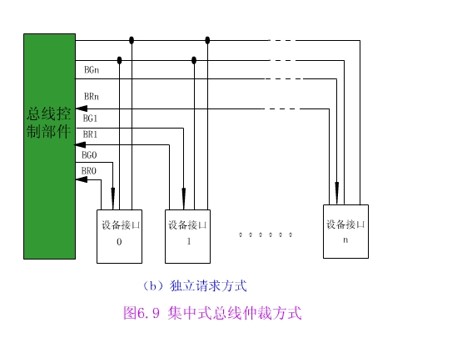 BGn
BRn
总线控
制部件
BG1
BR1
BG0
BR0
设备接口
0
设备接口
1
设备接口
n
（b）独立请求方式
图6.9 集中式总线仲裁方式